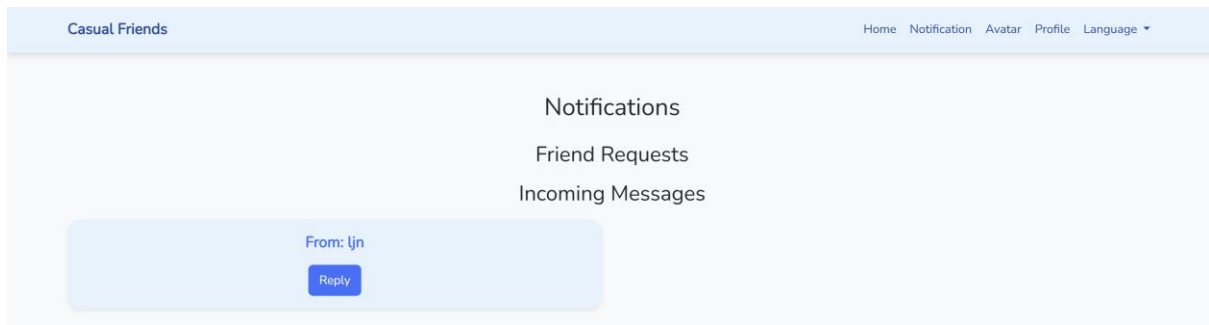 Casual Friends Home Notification Avatar Profile Language
Notifications
Friend Requests
Incoming Messages
From: ljn
Reply